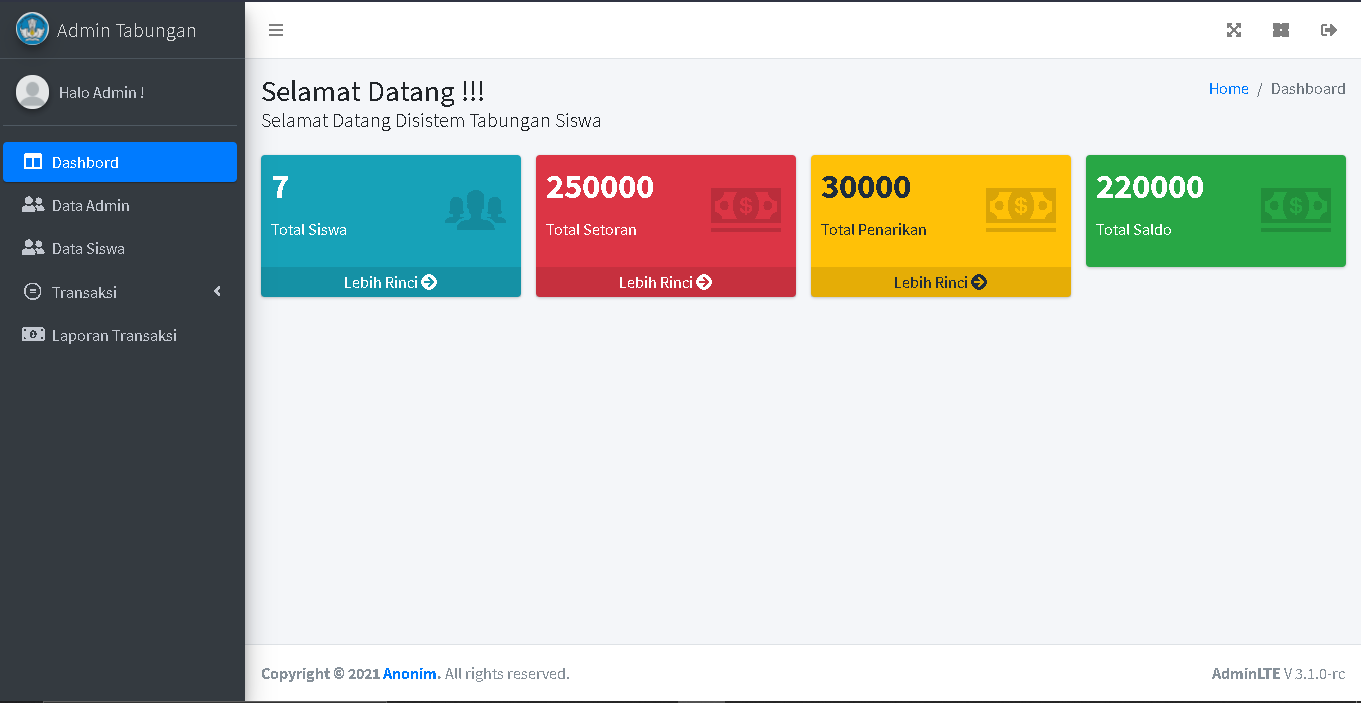 Admin Tabungan
Halo Admin !
Dashbord
Data Admin
Data Siswa
Transaksi
Laporan Transaksi
Selamat Datang !!!
Selamat Datang Disistem Tabungan Siswa
Home / Dashboard
7
Total Siswa
Lebih Rinci
250000
Total Setoran
Lebih Rinci
30000
Total Penarikan
Lebih Rinci
220000
Total Saldo
Copyright © 2021 Anonim. All rights reserved.
AdminLTE V 3.1.0-rc